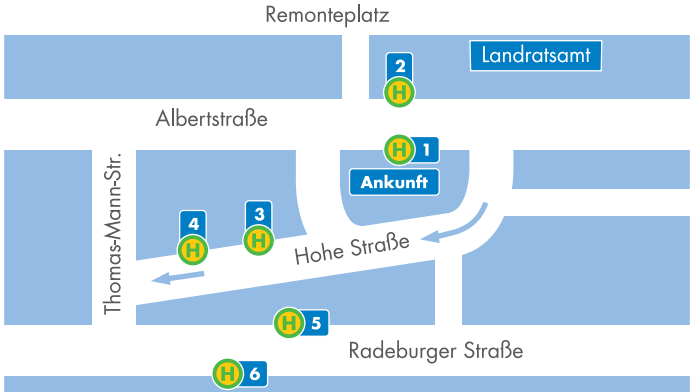 Remonteplatz
Landratsamt
2
H
Albertstraße
H 1
Ankunft
Thomas-Mann-Str.
4
H
3
H
Hohe Straße
H 5
Radeburger Straße
H 6